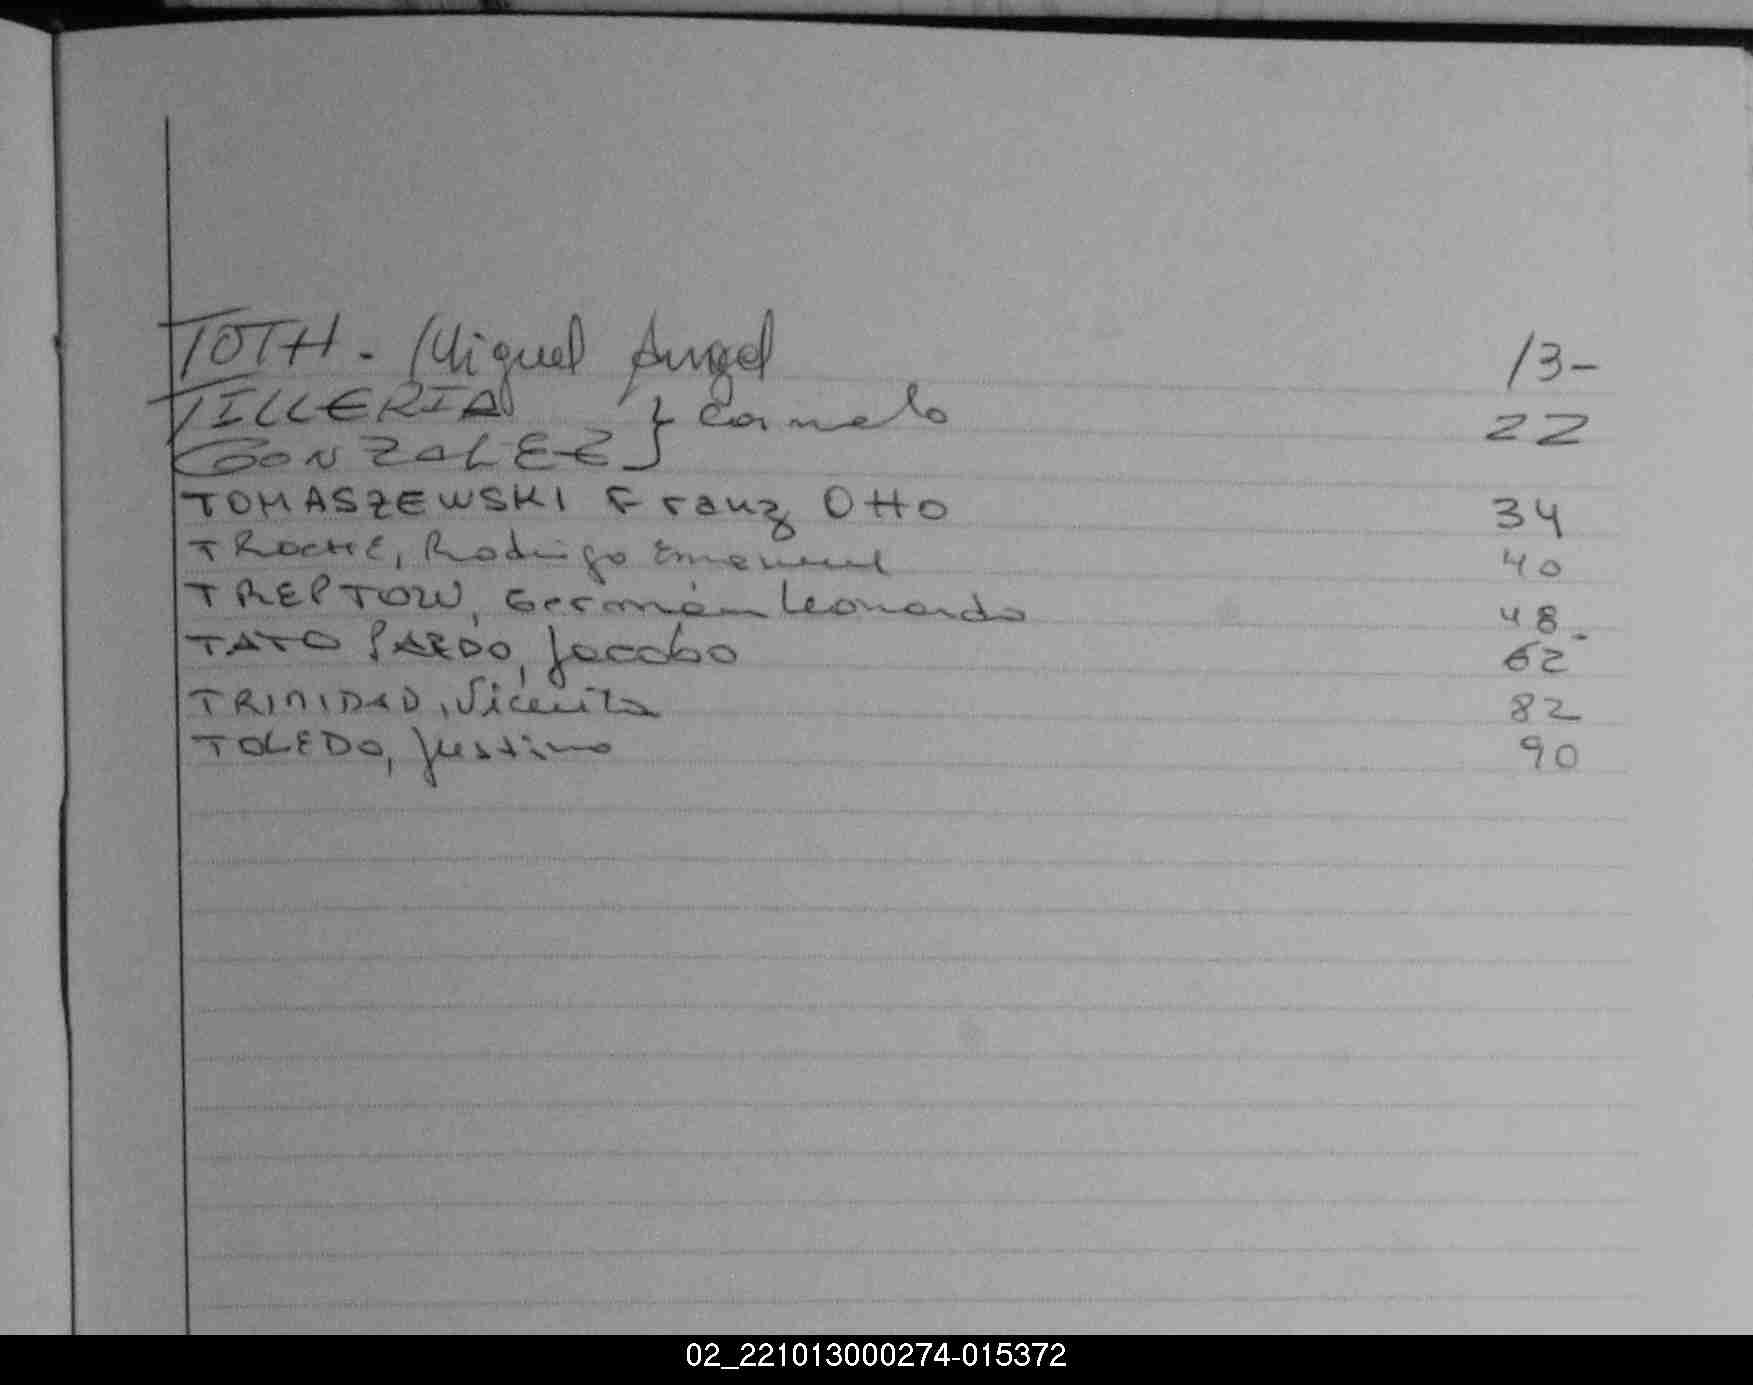 TOTH - Miguel Angel 13-
TILLERIA } Carmelo 22
GONZALEZ }
TOMASZEWSKI Franz Otto 34
TROCHE, Rodrigo Emanuel 40
TREPTOW, Germán Leonardo 48-
TATO PARDO, Jacobo 62
TRINIDAD, Vicenta 82
TOLEDO, Justino 90
02_221013000274-015372